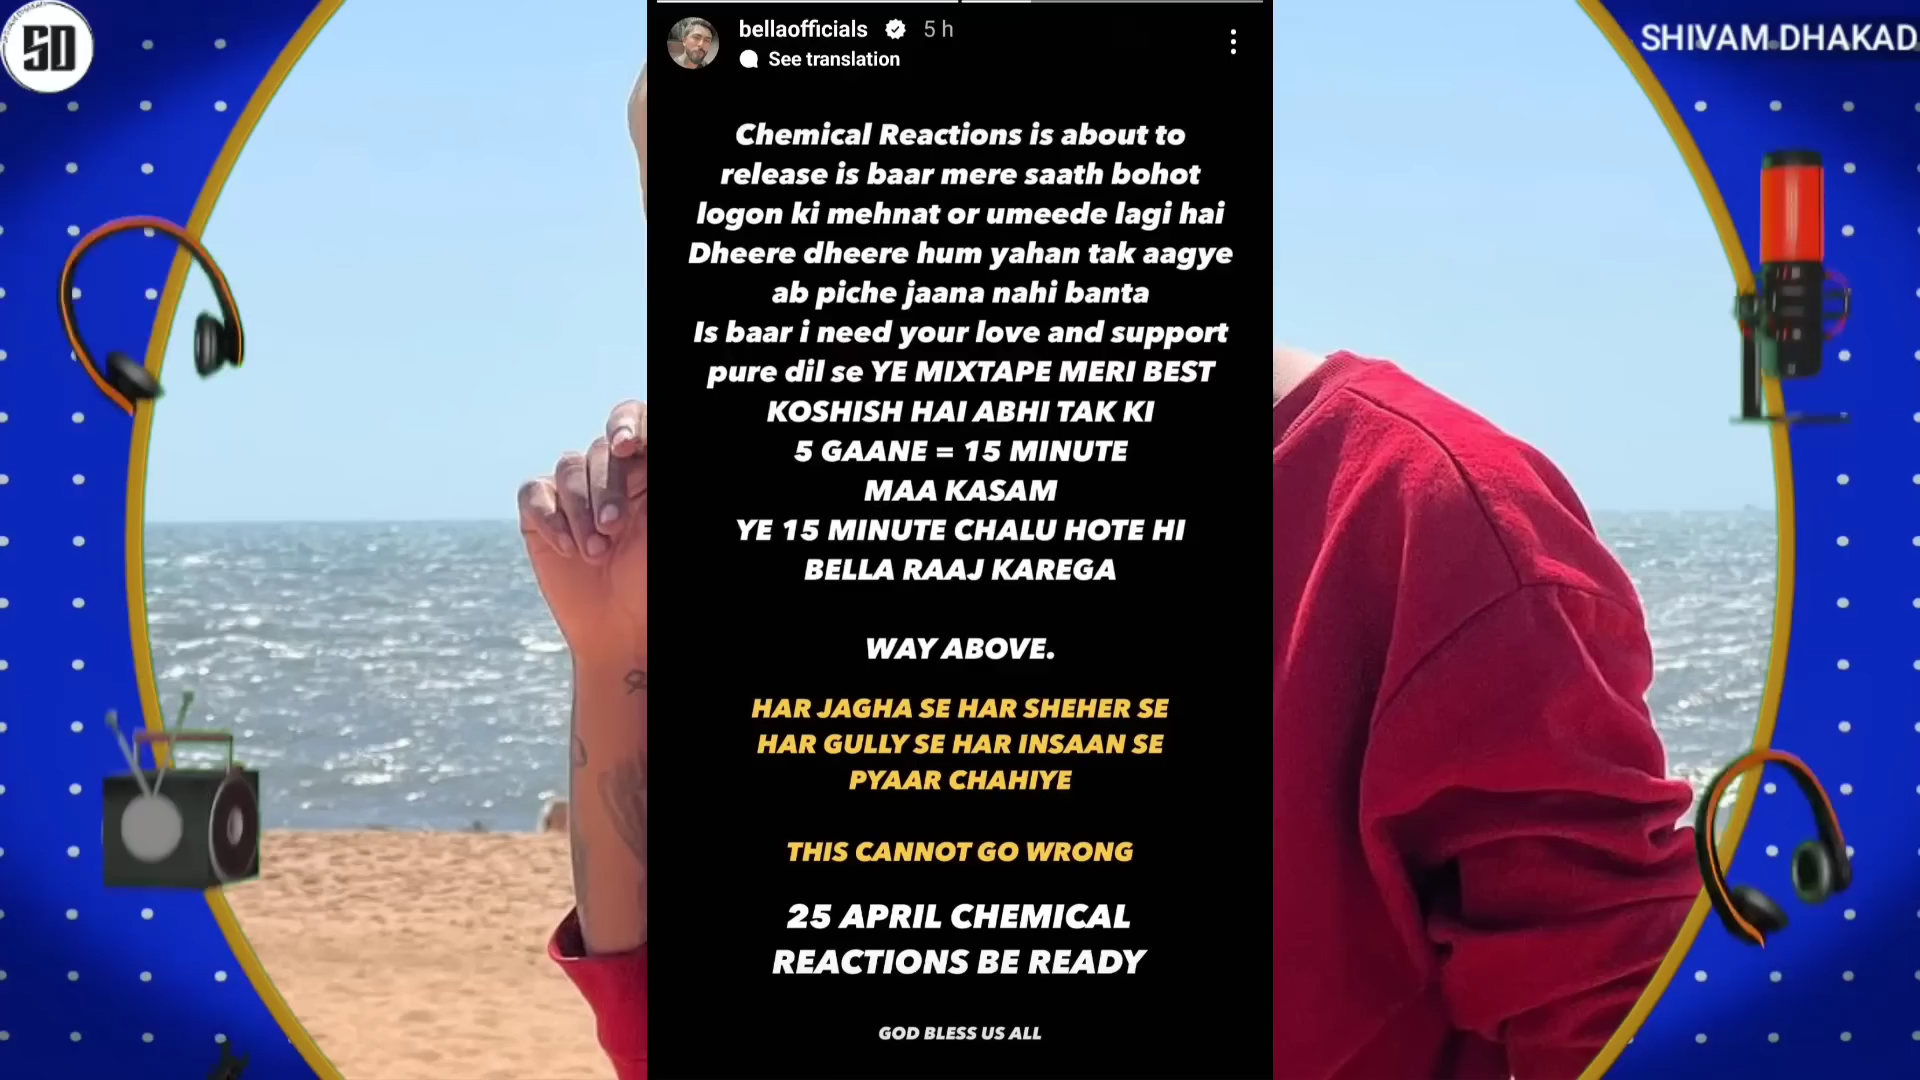 SD
SHIVAM DHAKAD
bellaofficials 5 h
See translation
Chemical Reactions is about to
release is baar mere saath bohot
logon ki mehnat or umeede lagi hai
Dheere dheere hum yahan tak aagye
ab piche jaana nahi banta
Is baar i need your love and support
pure dil se YE MIXTAPE MERI BEST
KOSHISH HAI ABHI TAK KI
5 GAANE = 15 MINUTE
MAA KASAM
YE 15 MINUTE CHALU HOTE HI
BELLA RAAJ KAREGA
WAY ABOVE.
HAR JAGHA SE HAR SHEHER SE
HAR GULLY SE HAR INSAAN SE
PYAAR CHAHIYE
THIS CANNOT GO WRONG
25 APRIL CHEMICAL
REACTIONS BE READY
GOD BLESS US ALL